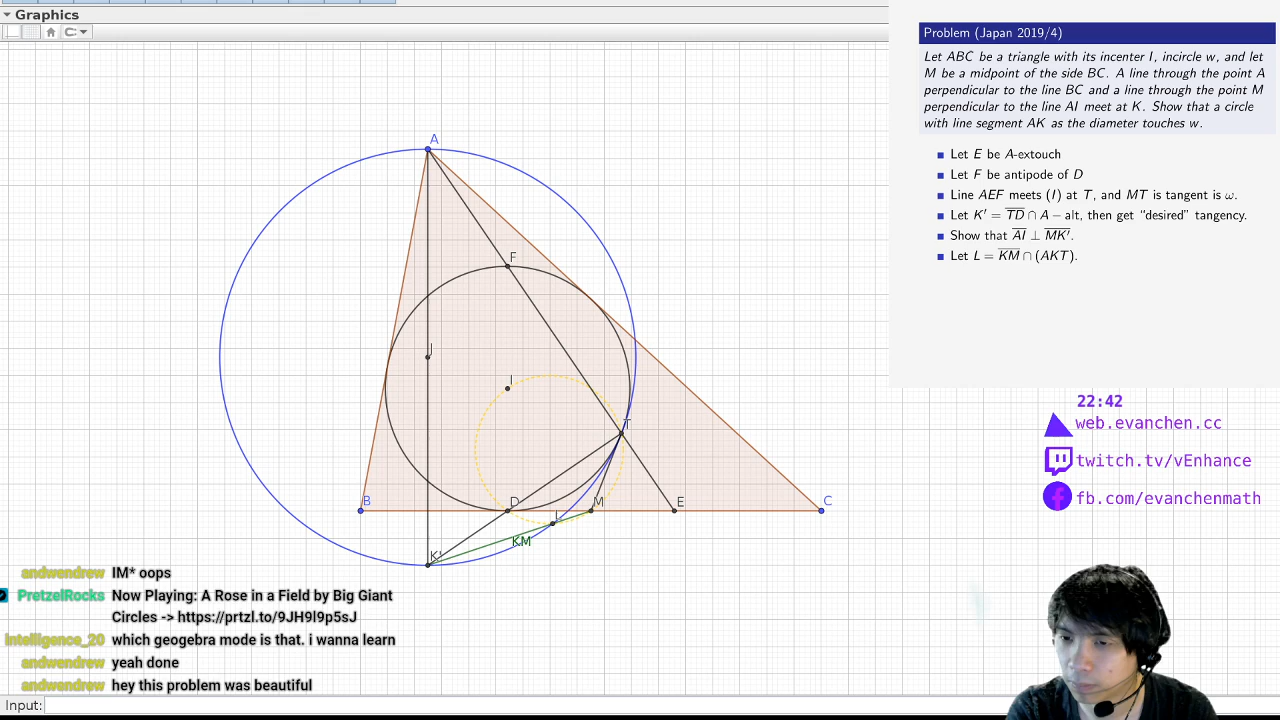 Graphics
A
F
J
I
T
B
D
M
E
C
L
KM
K'
Problem (Japan 2019/4)
Let ABC be a triangle with its incenter I, incircle w, and let
M be a midpoint of the side BC. A line through the point A
perpendicular to the line BC and a line through the point M
perpendicular to the line AI meet at K. Show that a circle
with line segment AK as the diameter touches w.
Let E be A-extouch
Let F be antipode of D
Line AEF meets (I) at T, and MT is tangent is ω.
Let K' = TD ∩ A − alt, then get "desired" tangency.
Show that AI ⊥ MK'.
Let L = KM ∩ (AKT).
22:42
web.evanchen.cc
twitch.tv/vEnhance
fb.com/evanchenmath
andwendrew IM* oops
PretzelRocks Now Playing: A Rose in a Field by Big Giant
Circles -> https://prtzl.to/9JH9l9p5sJ
intelligence_20 which geogebra mode is that. i wanna learn
andwendrew yeah done
andwendrew hey this problem was beautiful
Input: